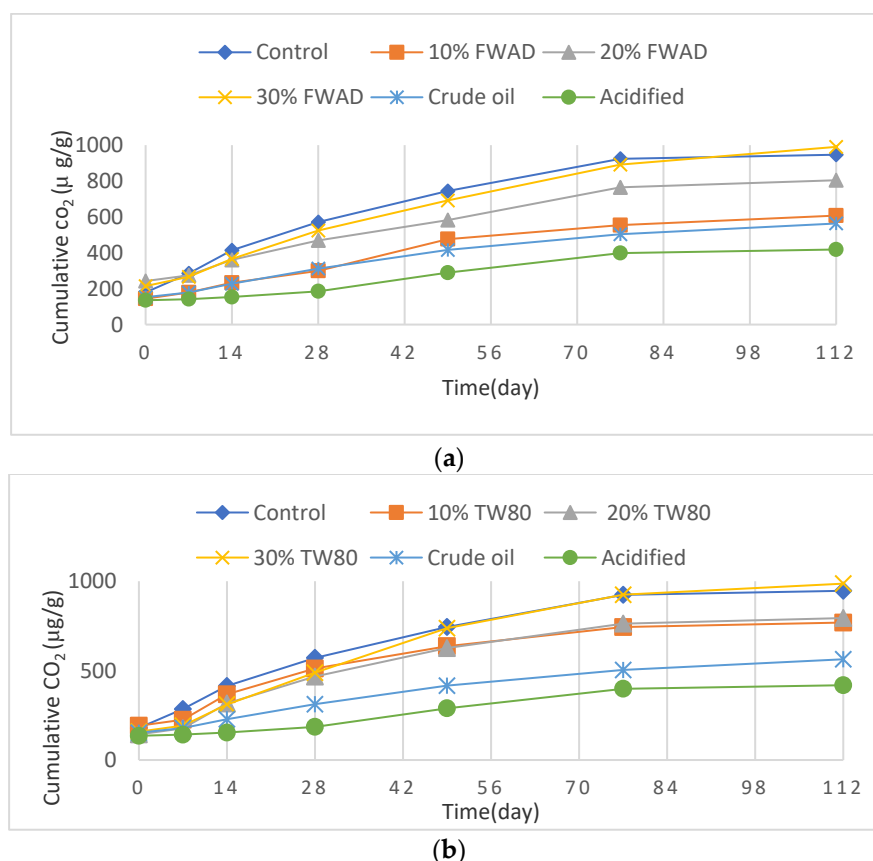 Control 10% FWAD 20% FWAD
30% FWAD Crude oil Acidified
Cumulative co₂ (µ g/g)
1000
800
600
400
200
0
0 14 28 42 56 70 84 98 112
Time(day)
(a)
Control 10% TW80 20% TW80
30% TW80 Crude oil Acidified
Cumulative CO₂ (µg/g)
1000
500
0
0 14 28 42 56 70 84 98 112
Time(day)
(b)